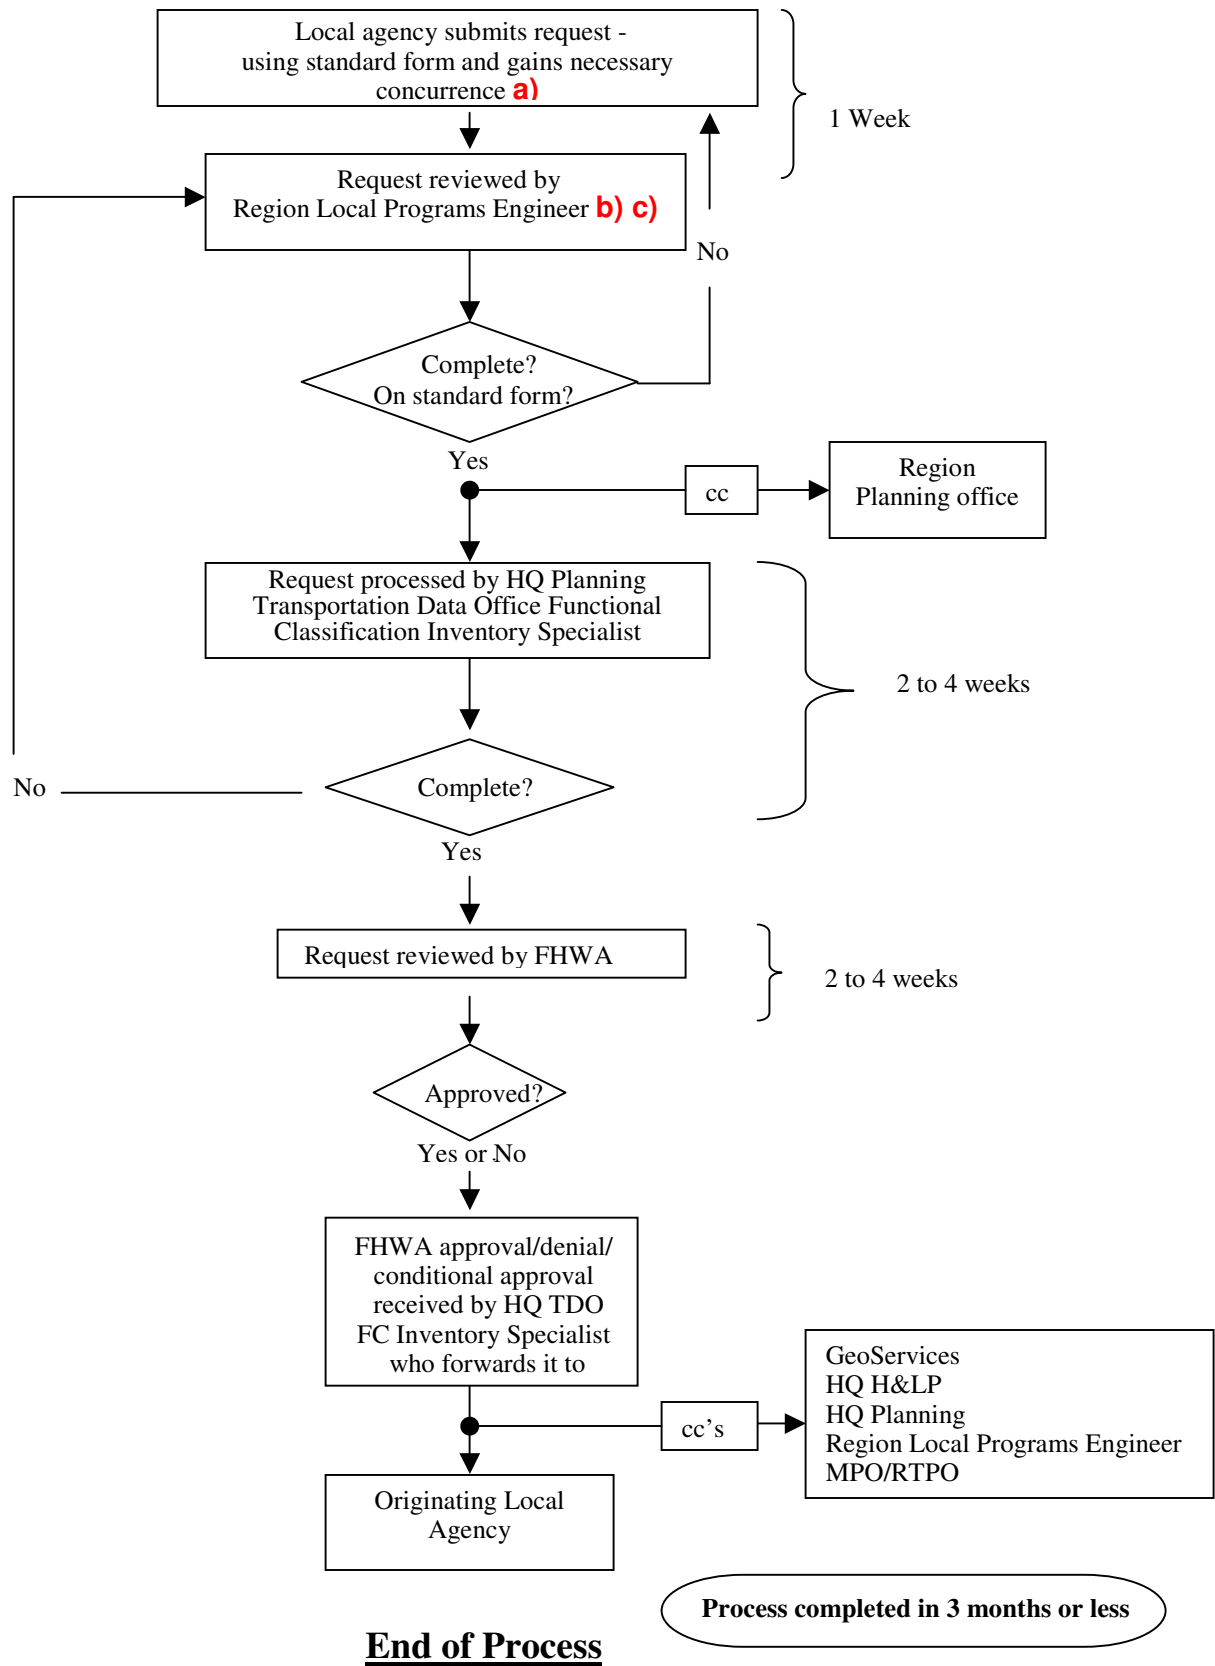 Local agency submits request -
using standard form and gains necessary
concurrence a)
1 Week
Request reviewed by
Region Local Programs Engineer b) c)
No
Complete?
On standard form?
Yes
cc
Region
Planning office
Request processed by HQ Planning
Transportation Data Office Functional
Classification Inventory Specialist
2 to 4 weeks
Complete?
No
Yes
Request reviewed by FHWA
2 to 4 weeks
Approved?
Yes or No
FHWA approval/denial/
conditional approval
received by HQ TDO
FC Inventory Specialist
who forwards it to
cc's
GeoServices
HQ H&LP
HQ Planning
Region Local Programs Engineer
MPO/RTPO
Originating Local
Agency
Process completed in 3 months or less
End of Process